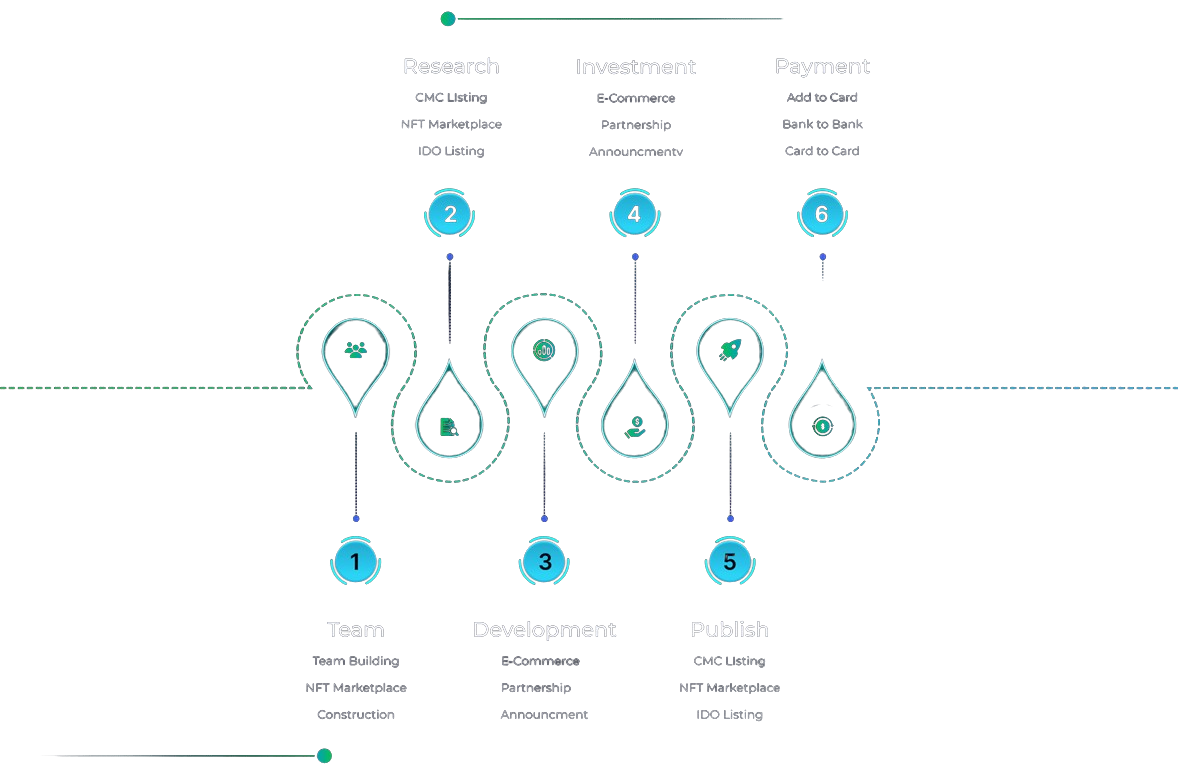 Research
CMC LIsting
NFT Marketplace
IDO Listing
2
Investment
E-Commerce
Partnership
Announcmentv
4
Payment
Add to Card
Bank to Bank
Card to Card
6
1
Team
Team Building
NFT Marketplace
Construction
3
Development
E-Commerce
Partnership
Announcment
5
Publish
CMC LIsting
NFT Marketplace
IDO Listing